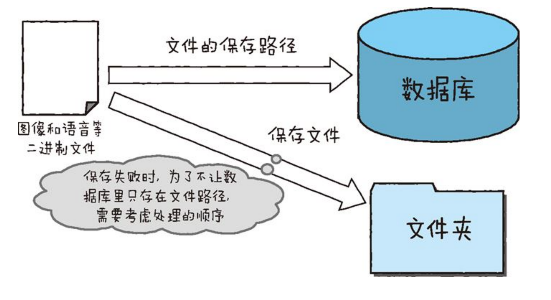 文件的保存路径
数据库
图像和语音等
二进制文件
保存文件
保存失败时，为了不让数
据库里只存在文件路径，
需要考虑处理的顺序
文件夹